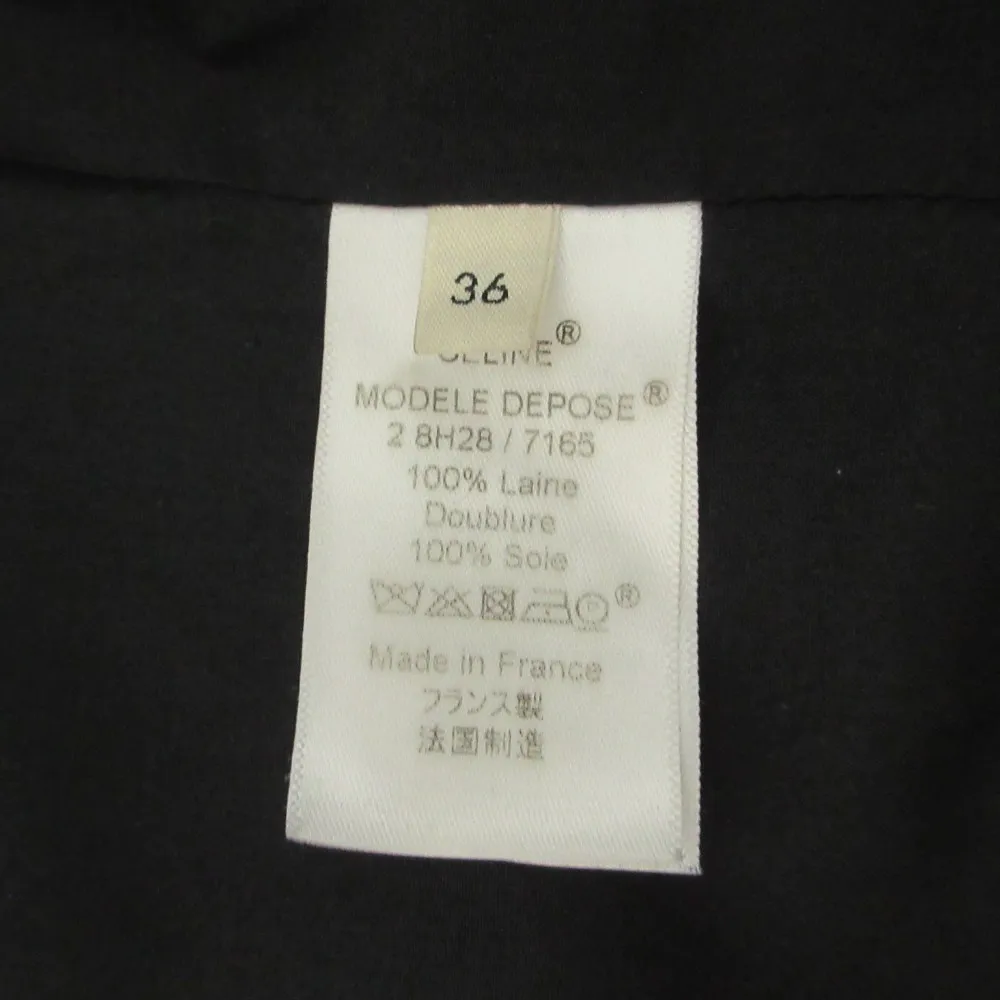 36
CELINE®
MODELE DEPOSE®
2 8H28 / 7165
100% Laine
Doublure
100% Soie
P ®
Made in France
フランス製
法国制造